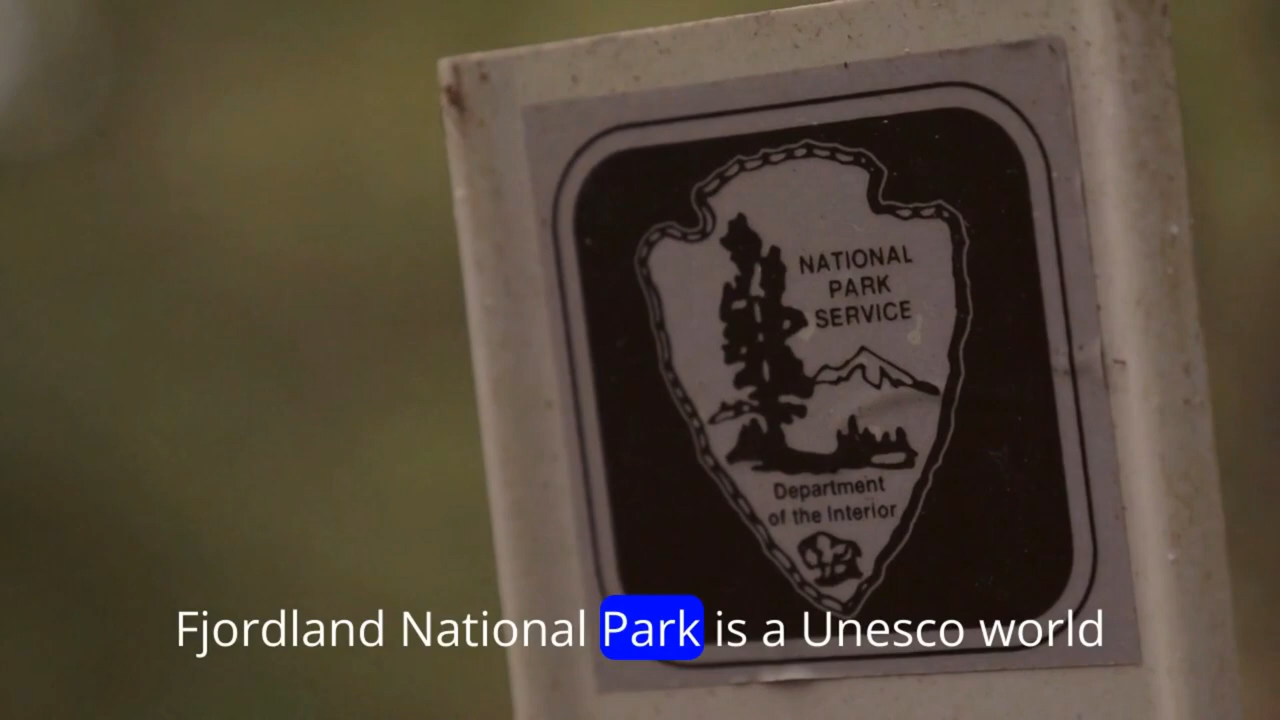 NATIONAL
PARK
SERVICE
Department
of the Interior
Fjordland National Park is a Unesco world